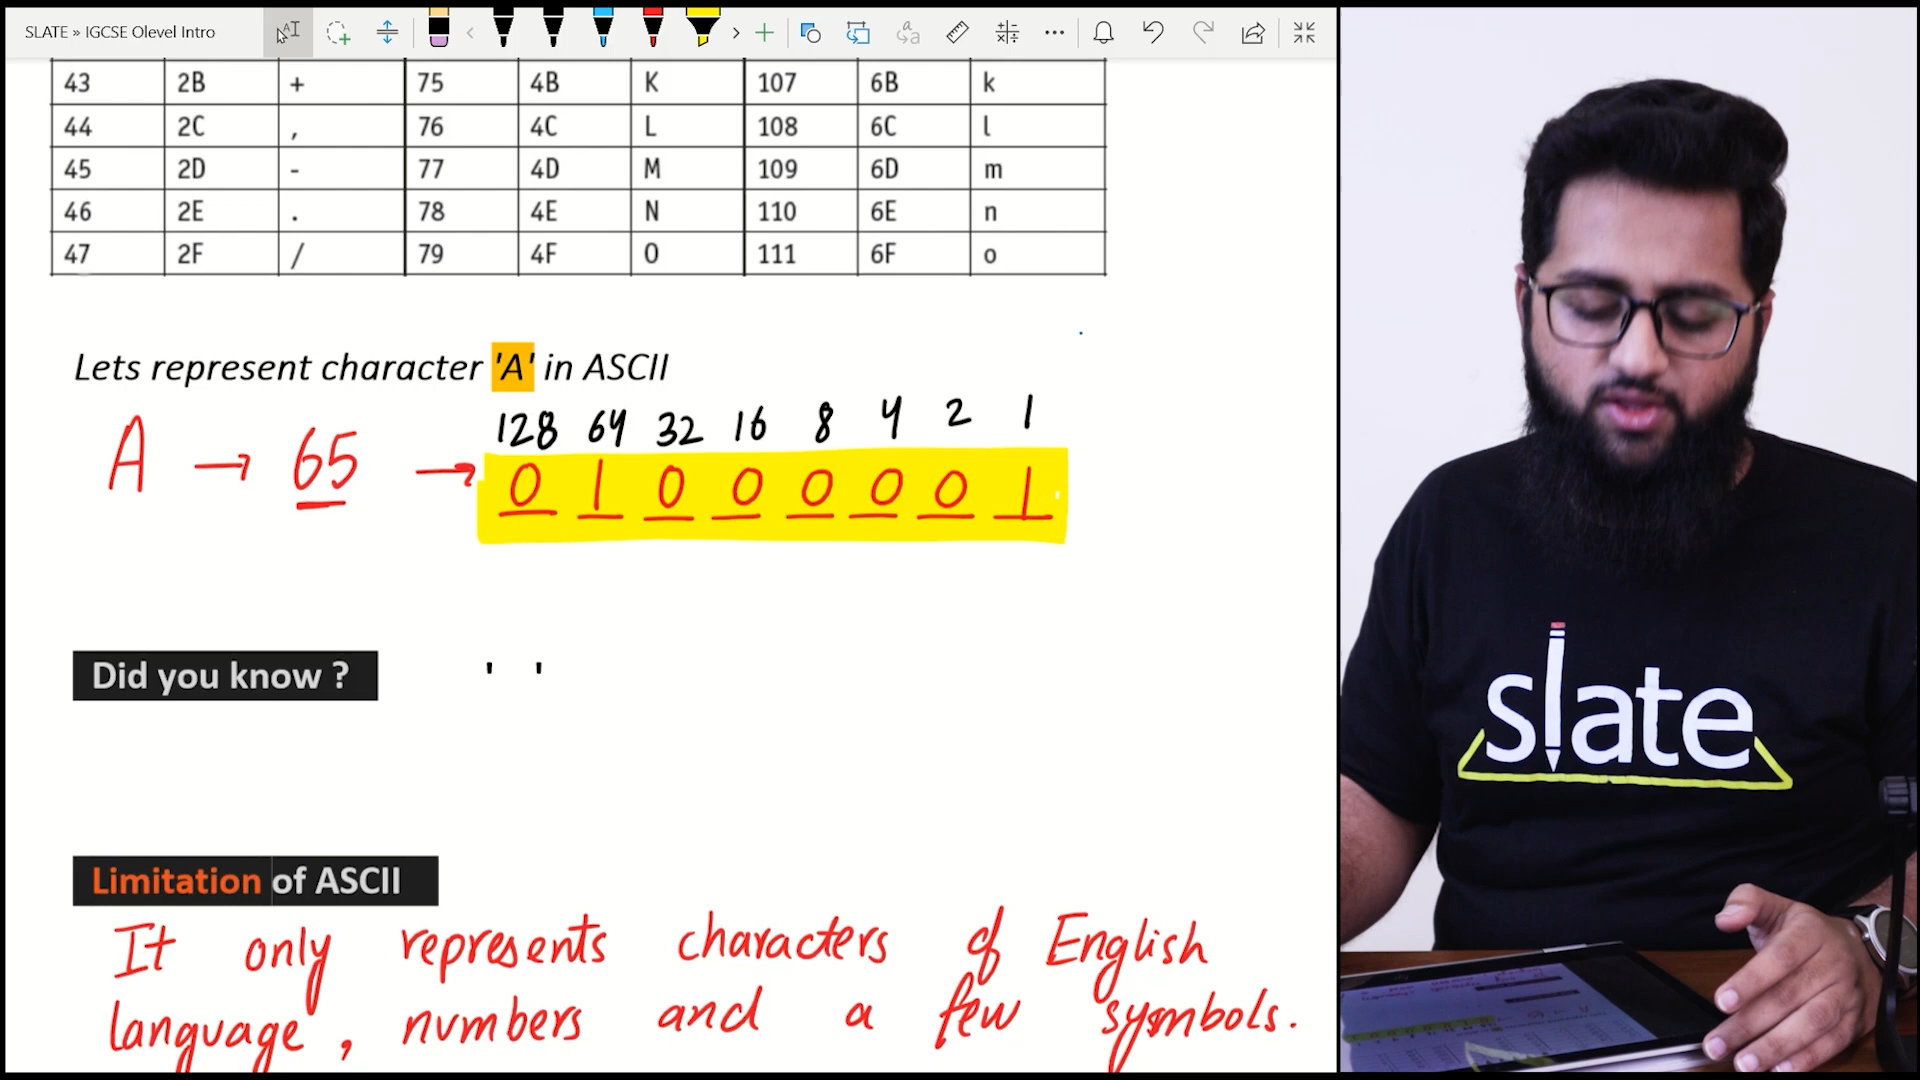 SLATE » IGCSE Olevel Intro
43 2B + 75 4B K 107 6B k
44 2C , 76 4C L 108 6C l
45 2D - 77 4D M 109 6D m
46 2E . 78 4E N 110 6E n
47 2F / 79 4F O 111 6F o
Lets represent character 'A' in ASCII
128 64 32 16 8 4 2 1
A → 65 → 0 1 0 0 0 0 0 1
Did you know ? ' '
Limitation of ASCII
It only represents characters of English
language, numbers and a few symbols.
slate